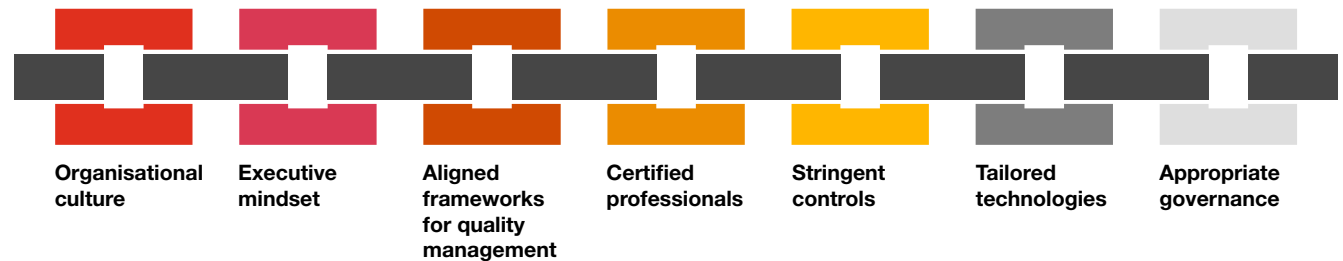 Organisational
culture
Executive
mindset
Aligned
frameworks
for quality
management
Certified
professionals
Stringent
controls
Tailored
technologies
Appropriate
governance